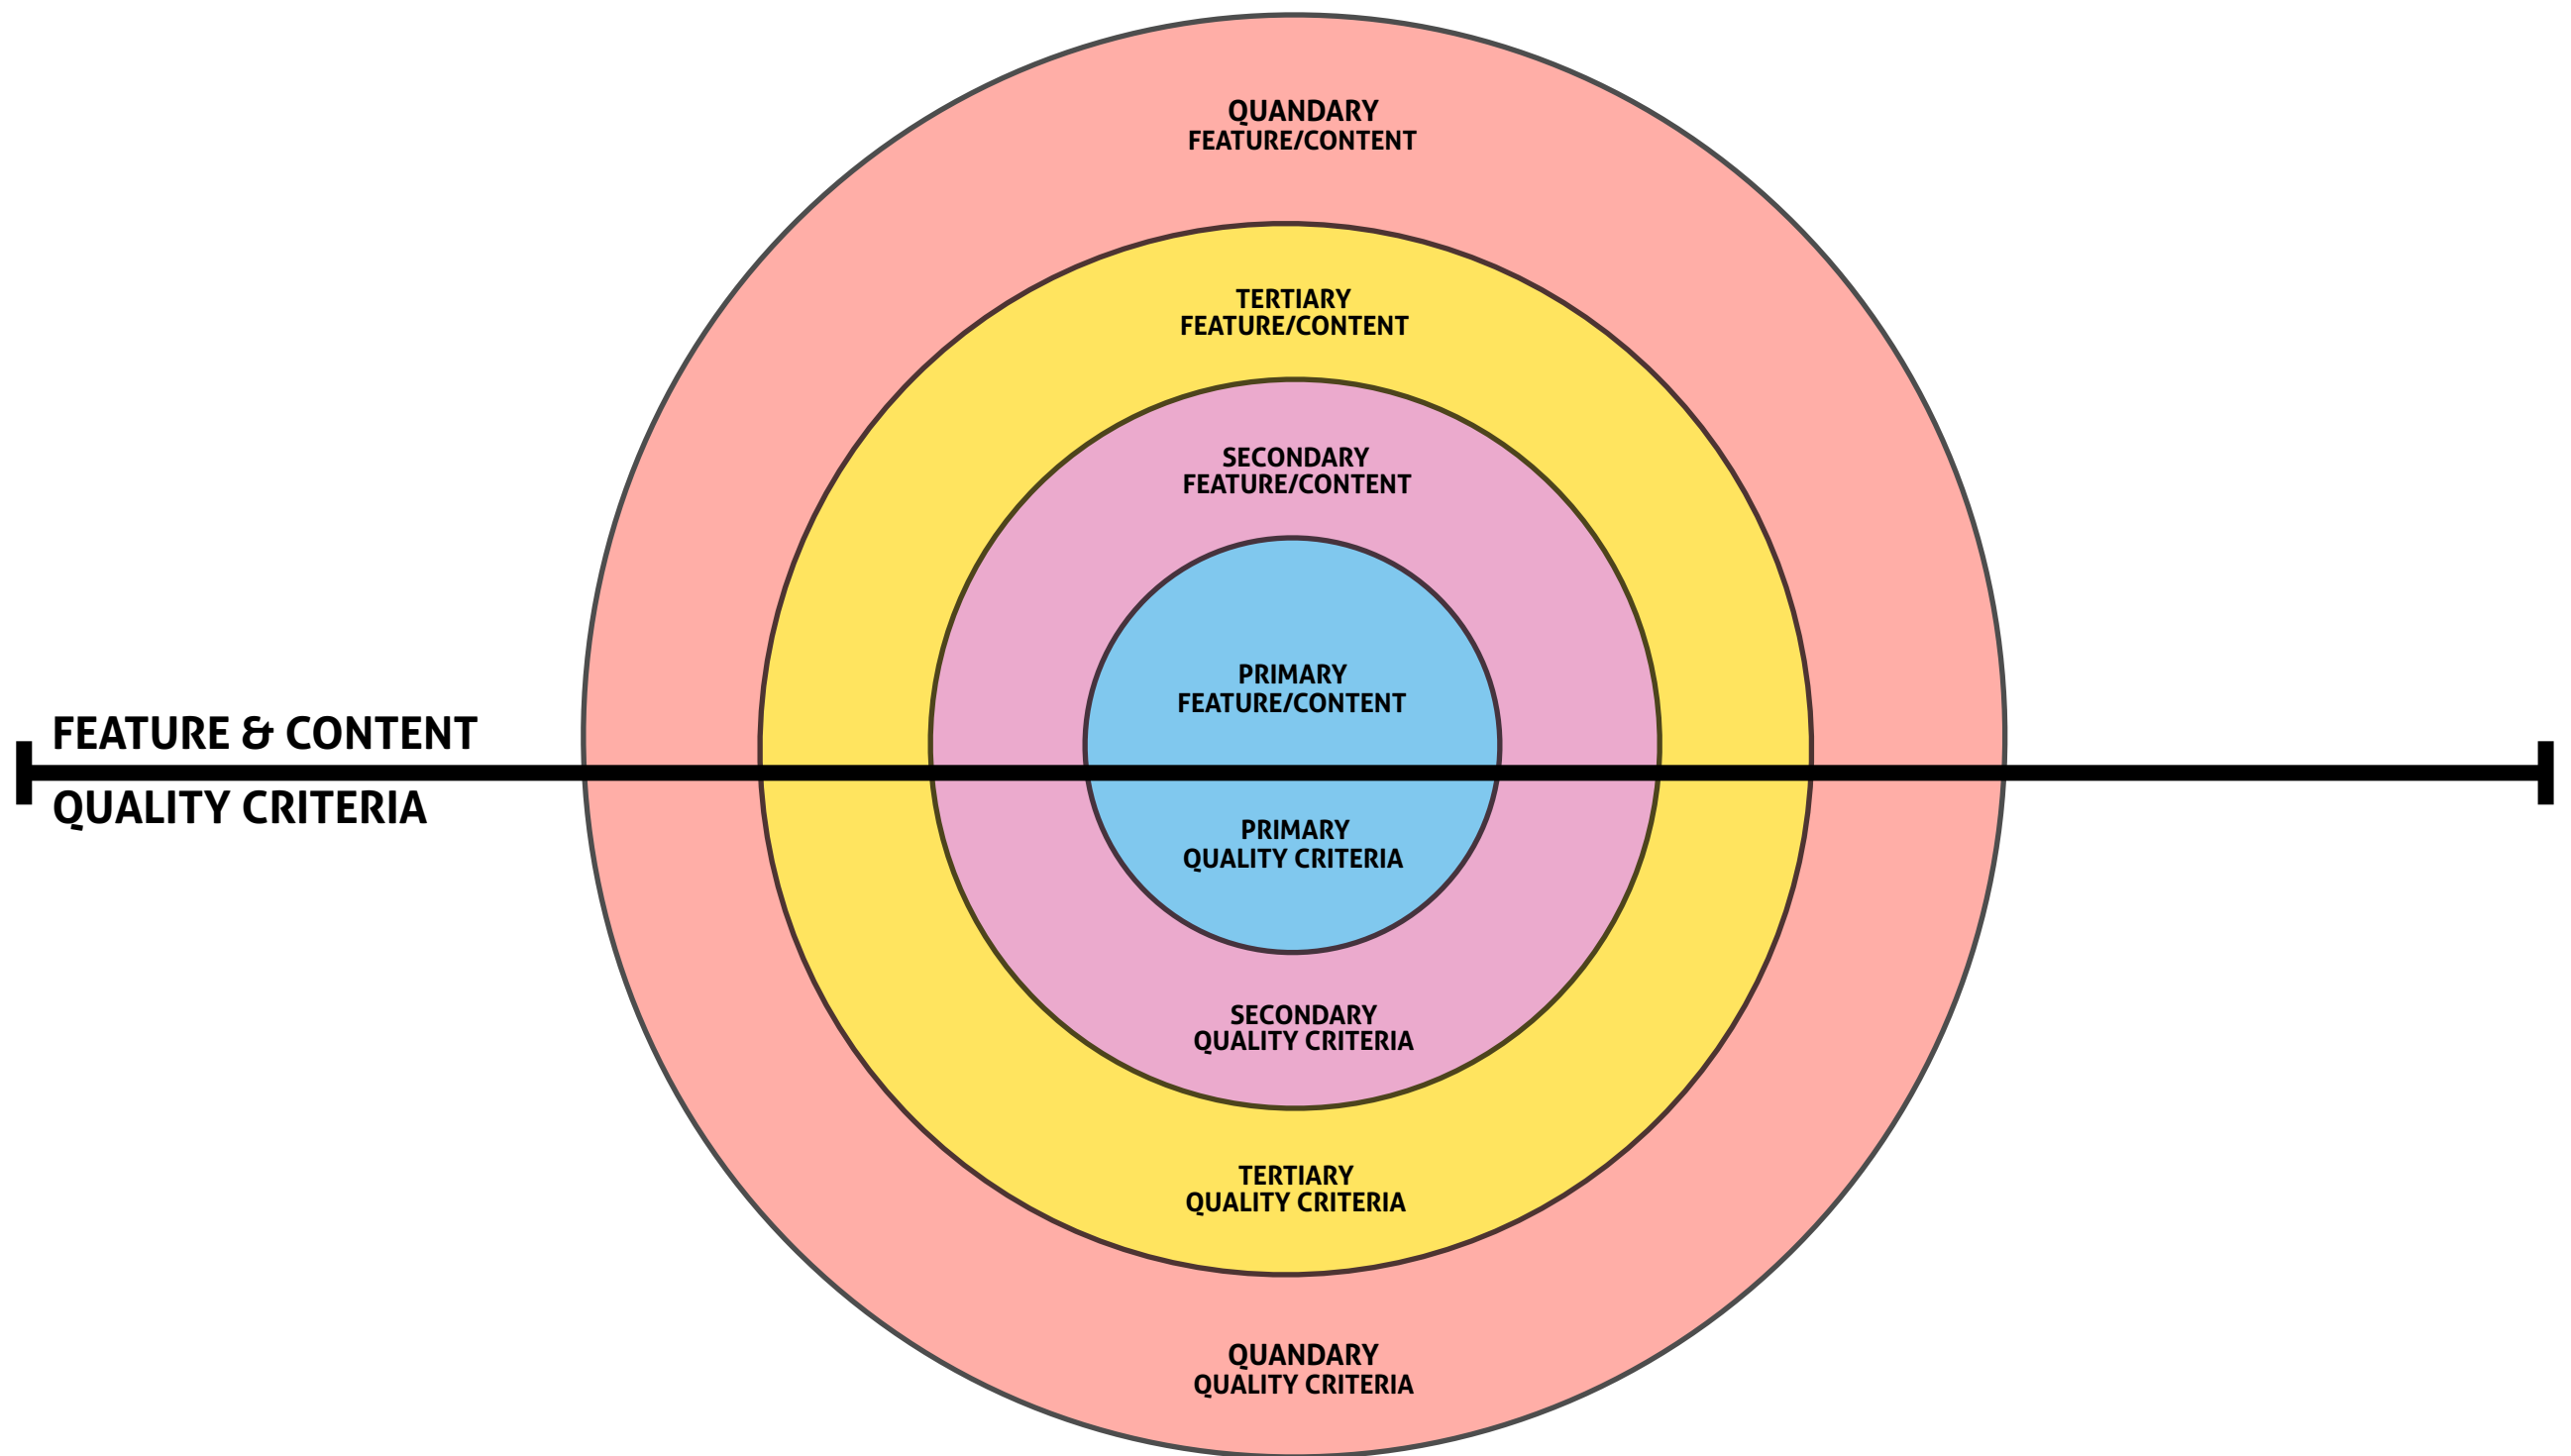 QUANDARY
FEATURE/CONTENT
TERTIARY
FEATURE/CONTENT
SECONDARY
FEATURE/CONTENT
PRIMARY
FEATURE/CONTENT
FEATURE & CONTENT
QUALITY CRITERIA
PRIMARY
QUALITY CRITERIA
SECONDARY
QUALITY CRITERIA
TERTIARY
QUALITY CRITERIA
QUANDARY
QUALITY CRITERIA